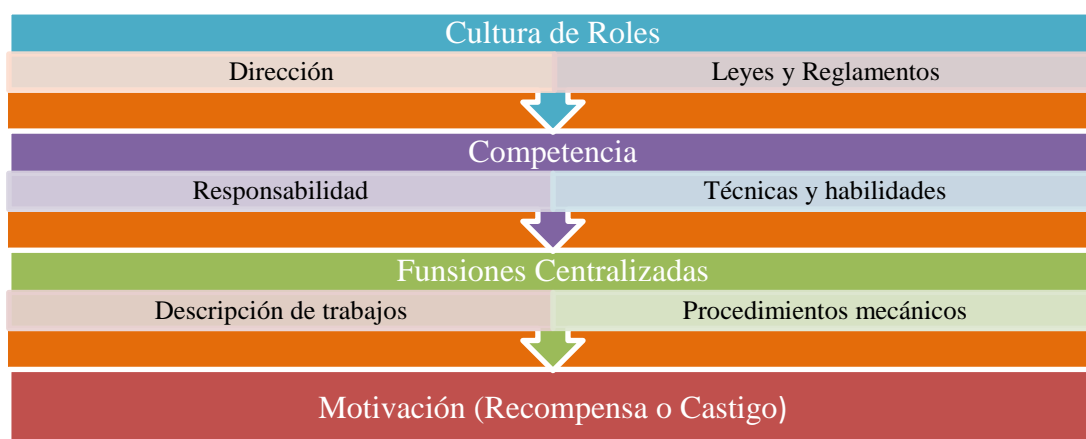 Cultura de Roles
Dirección
Leyes y Reglamentos
Competencia
Responsabilidad
Técnicas y habilidades
Funsiones Centralizadas
Descripción de trabajos
Procedimientos mecánicos
Motivación (Recompensa o Castigo)